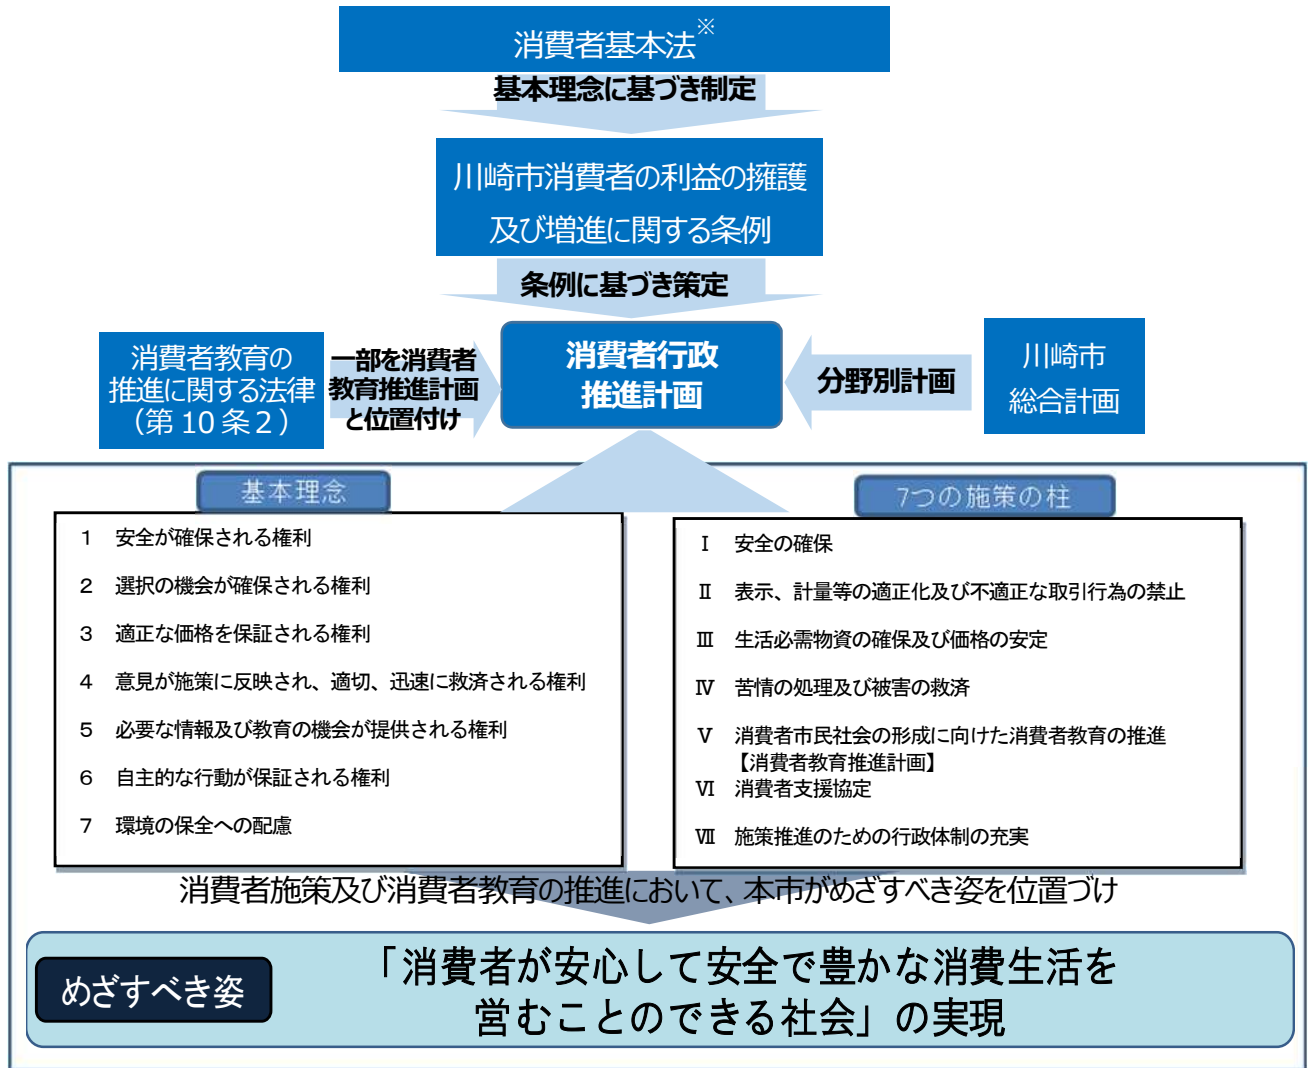 消費者基本法※
基本理念に基づき制定
川崎市消費者の利益の擁護
及び増進に関する条例
条例に基づき策定
消費者教育の
推進に関する法律
（第10条2）
一部を消費者
教育推進計画
と位置付け
消費者行政
推進計画
分野別計画
川崎市
総合計画
基本理念
1 安全が確保される権利
2 選択の機会が確保される権利
3 適正な価格を保証される権利
4 意見が施策に反映され、適切、迅速に救済される権利
5 必要な情報及び教育の機会が提供される権利
6 自主的な行動が保証される権利
7 環境の保全への配慮
7つの施策の柱
Ⅰ 安全の確保
Ⅱ 表示、計量等の適正化及び不適正な取引行為の禁止
Ⅲ 生活必需物資の確保及び価格の安定
Ⅳ 苦情の処理及び被害の救済
Ⅴ 消費者市民社会の形成に向けた消費者教育の推進
【消費者教育推進計画】
Ⅵ 消費者支援協定
Ⅶ 施策推進のための行政体制の充実
消費者施策及び消費者教育の推進において、本市がめざすべき姿を位置づけ
めざすべき姿
「消費者が安心して安全で豊かな消費生活を
営むことのできる社会」の実現